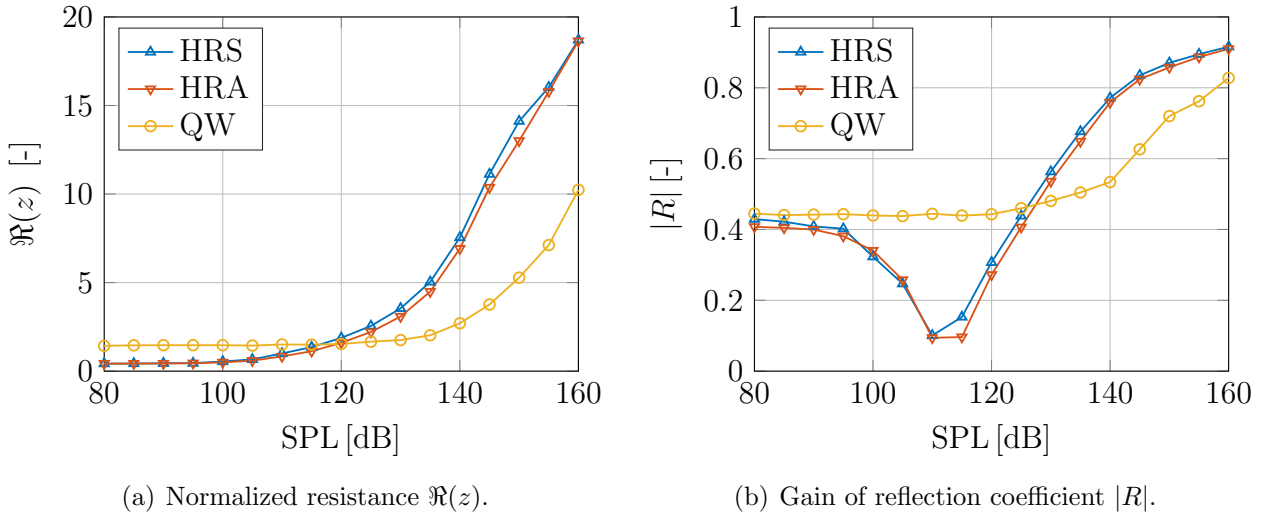 20
15
10
5
0
80
100
120
140
160
ℜ(z) [-]
SPL [dB]
HRS
HRA
QW
(a) Normalized resistance ℜ(z).
1
0.8
0.6
0.4
0.2
0
80
100
120
140
160
|R| [-]
SPL [dB]
HRS
HRA
QW
(b) Gain of reflection coefficient |R|.